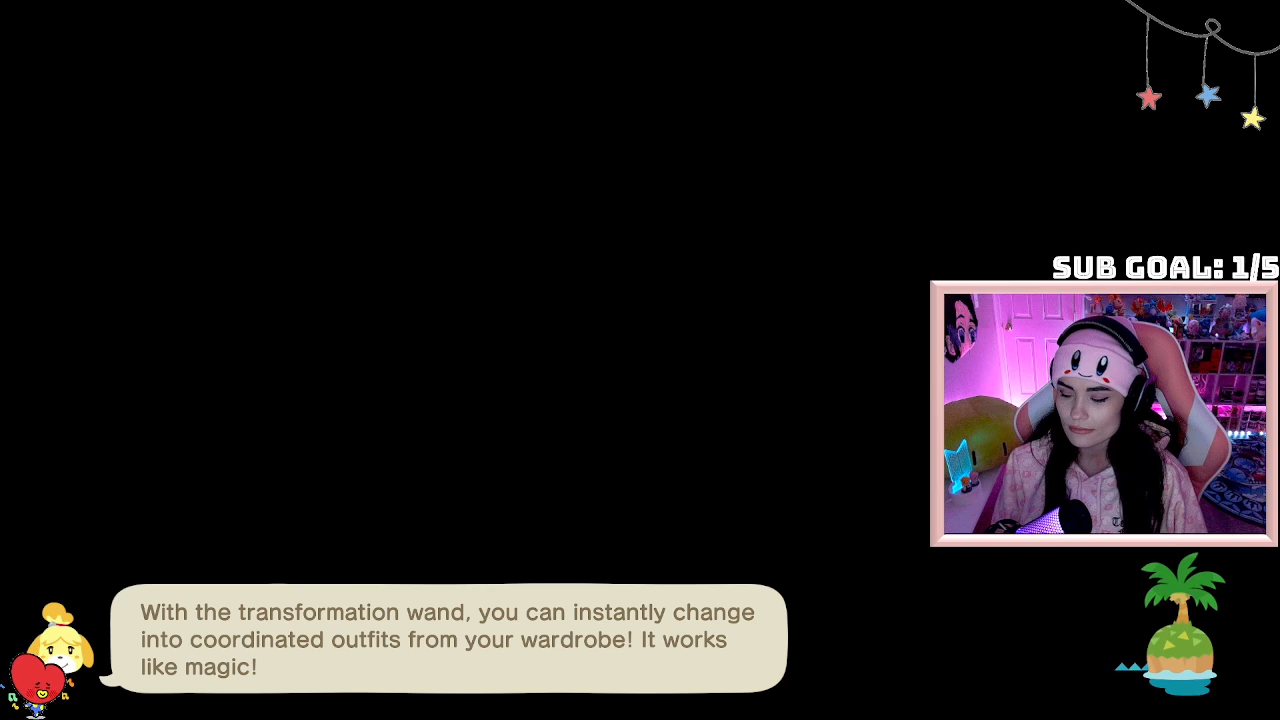 SUB GOAL: 1/5
With the transformation wand, you can instantly change
into coordinated outfits from your wardrobe! It works
like magic!